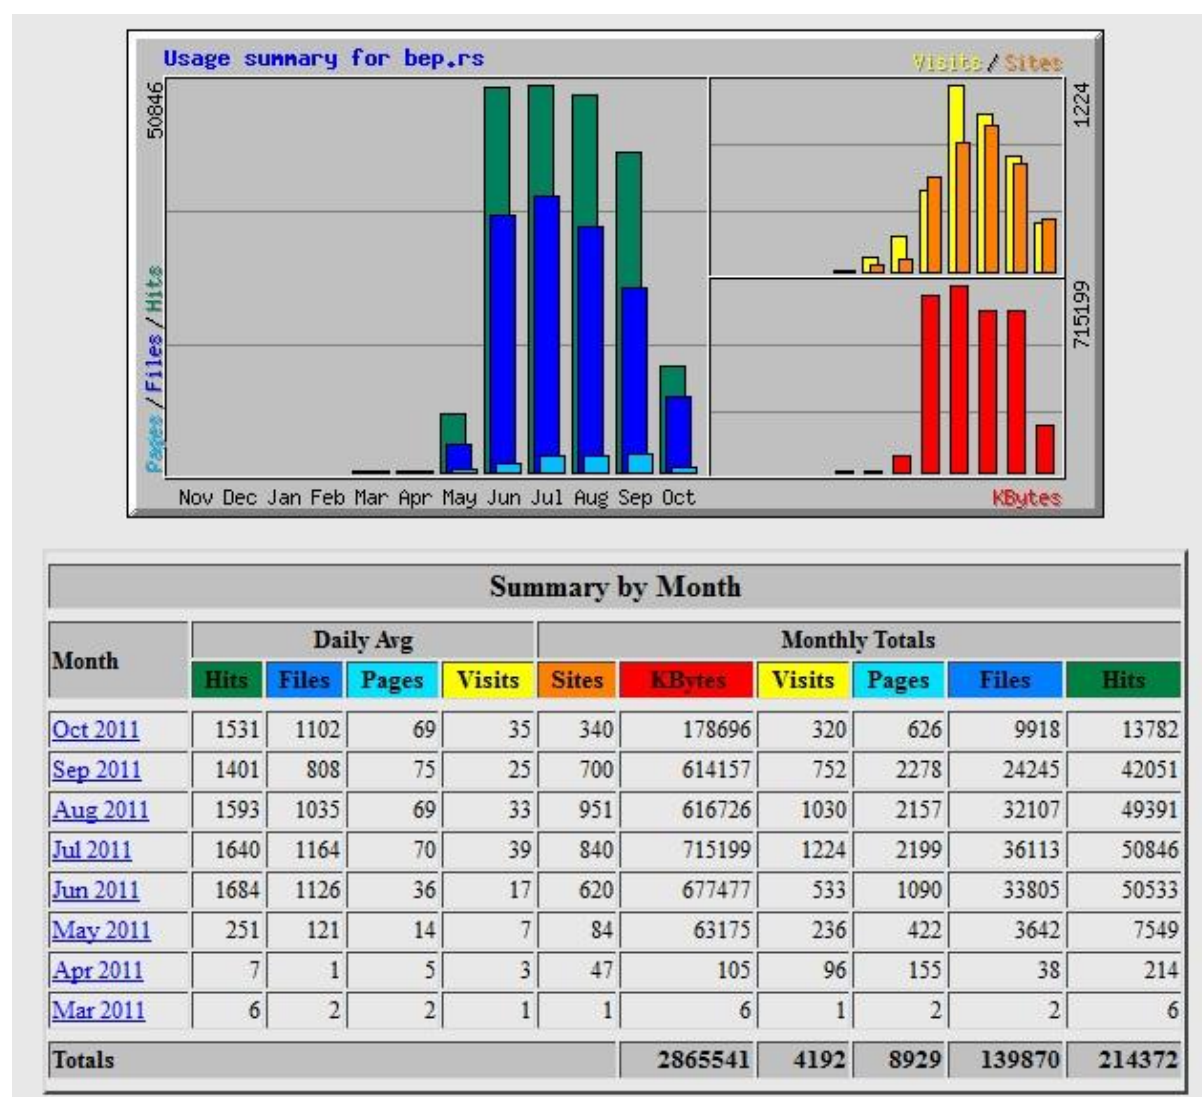 Usage summary for bep.rs
Visits / Sites
50846
1224
Pages / Files / Hits
715199
Nov Dec Jan Feb Mar Apr May Jun Jul Aug Sep Oct
KBytes
Summary by Month
Month Daily Avg Monthly Totals
Hits Files Pages Visits Sites KBytes Visits Pages Files Hits
Oct 2011 1531 1102 69 35 340 178696 320 626 9918 13782
Sep 2011 1401 808 75 25 700 614157 752 2278 24245 42051
Aug 2011 1593 1035 69 33 951 616726 1030 2157 32107 49391
Jul 2011 1640 1164 70 39 840 715199 1224 2199 36113 50846
Jun 2011 1684 1126 36 17 620 677477 533 1090 33805 50533
May 2011 251 121 14 7 84 63175 236 422 3642 7549
Apr 2011 7 1 5 3 47 105 96 155 38 214
Mar 2011 6 2 2 1 1 6 1 2 2 6
Totals 2865541 4192 8929 139870 214372